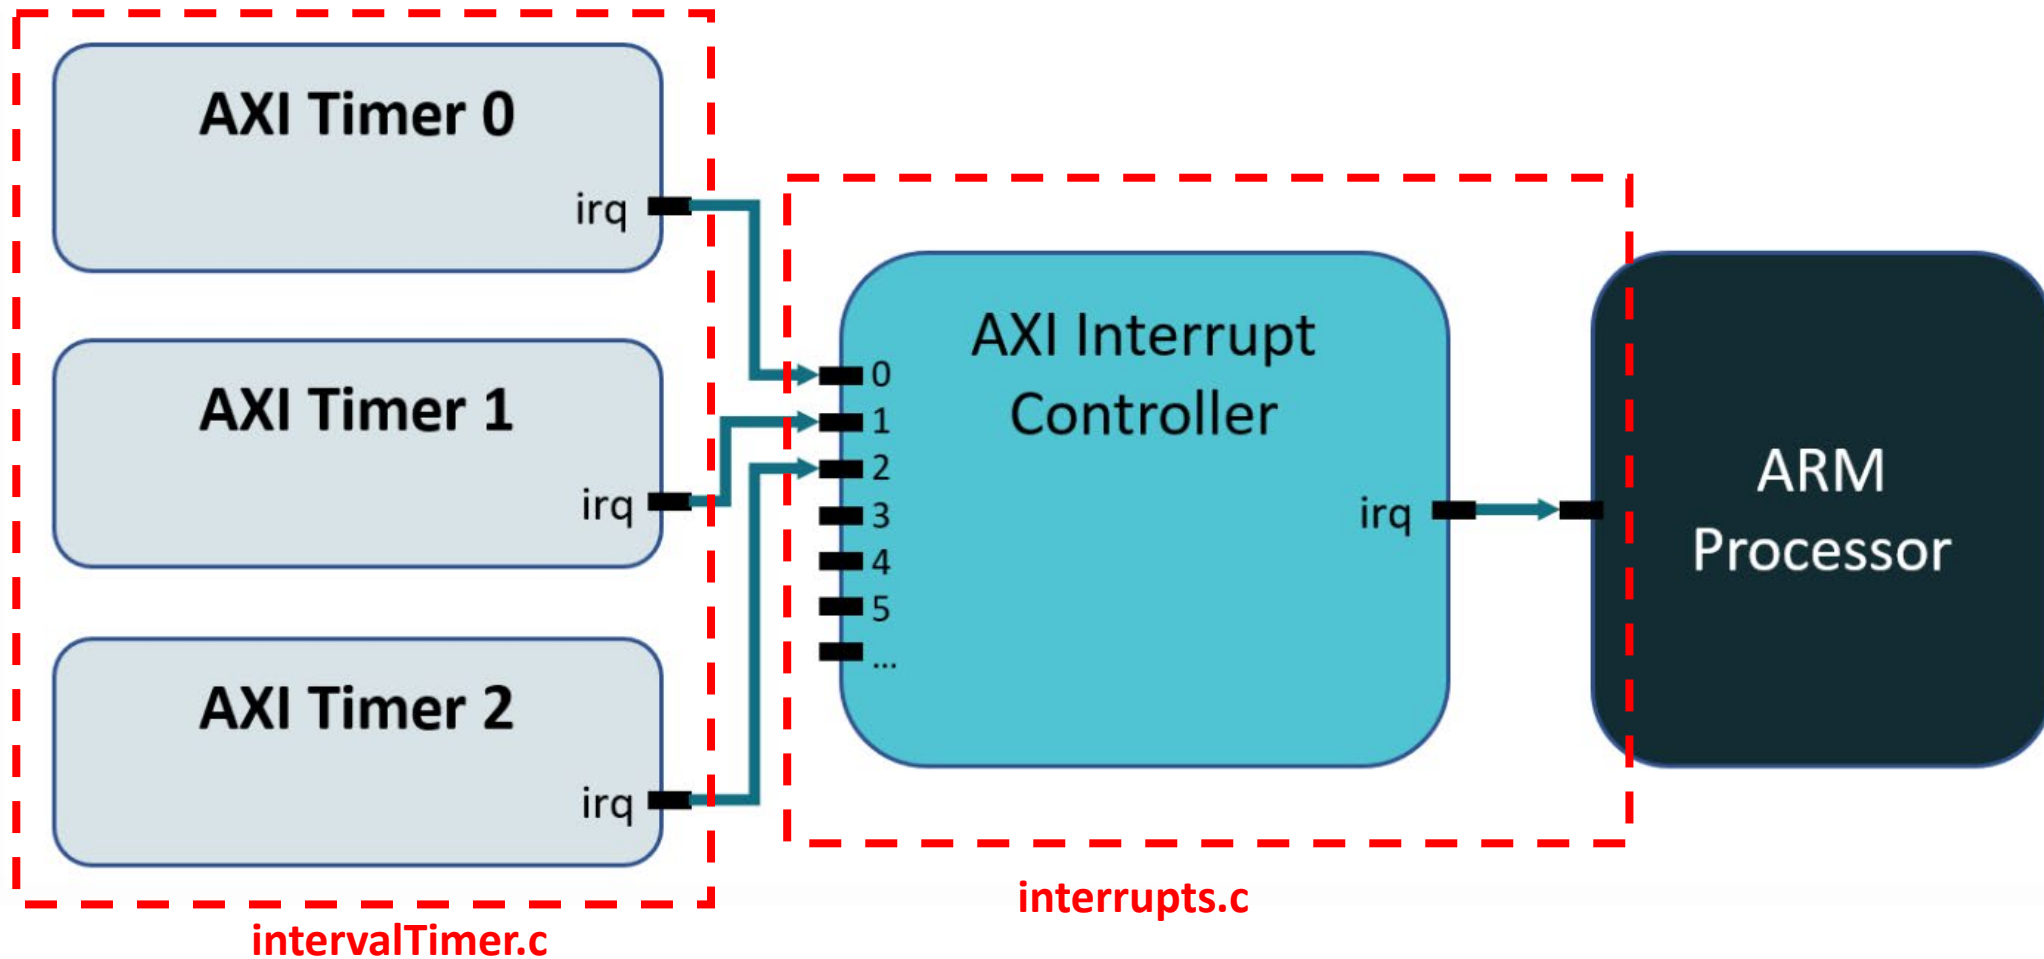 AXI Timer 0
irq
AXI Timer 1
irq
AXI Timer 2
irq
intervalTimer.c
AXI Interrupt
Controller
0
1
2
3
4
5
...
irq
interrupts.c
ARM
Processor